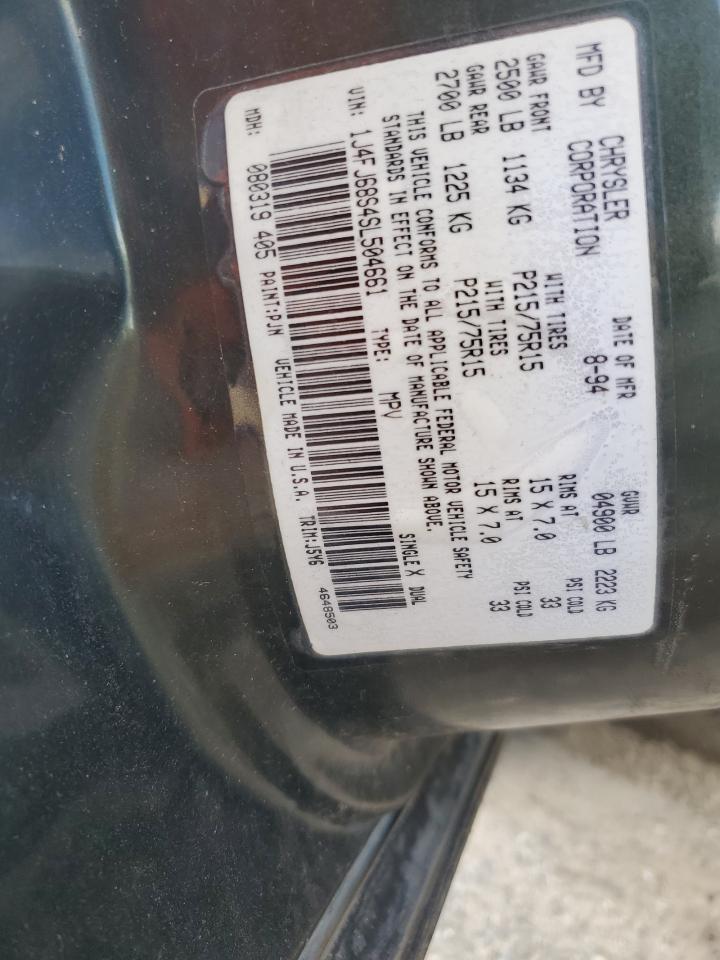 MFD BY CHRYSLER CORPORATION
DATE OF MFR 8-94
GVWR 04900 LB 2223 KG
GAWR FRONT WITH TIRES RIMS AT PSI COLD
2500 LB 1134 KG P215/75R15 15 X 7.0 33
GAWR REAR WITH TIRES RIMS AT PSI COLD
2700 LB 1225 KG P215/75R15 15 X 7.0 33
THIS VEHICLE CONFORMS TO ALL APPLICABLE FEDERAL MOTOR VEHICLE SAFETY
STANDARDS IN EFFECT ON THE DATE OF MANUFACTURE SHOWN ABOVE.
VIN: 1J4FJ68S4SL504661 TYPE: MPV SINGLE X DUAL
MDH: 080319 405 PAINT:PJN VEHICLE MADE IN U.S.A. TRIM:J5Y6 4648503